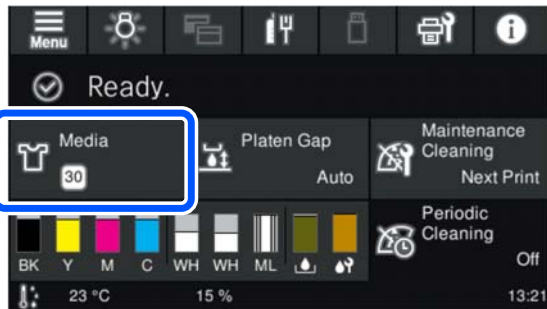 Menu
Ready.
Media
30
Platen Gap
Auto
Maintenance
Cleaning
Next Print
Periodic
Cleaning
Off
BK Y M C WH WH ML
23 °C 15 % 13:21